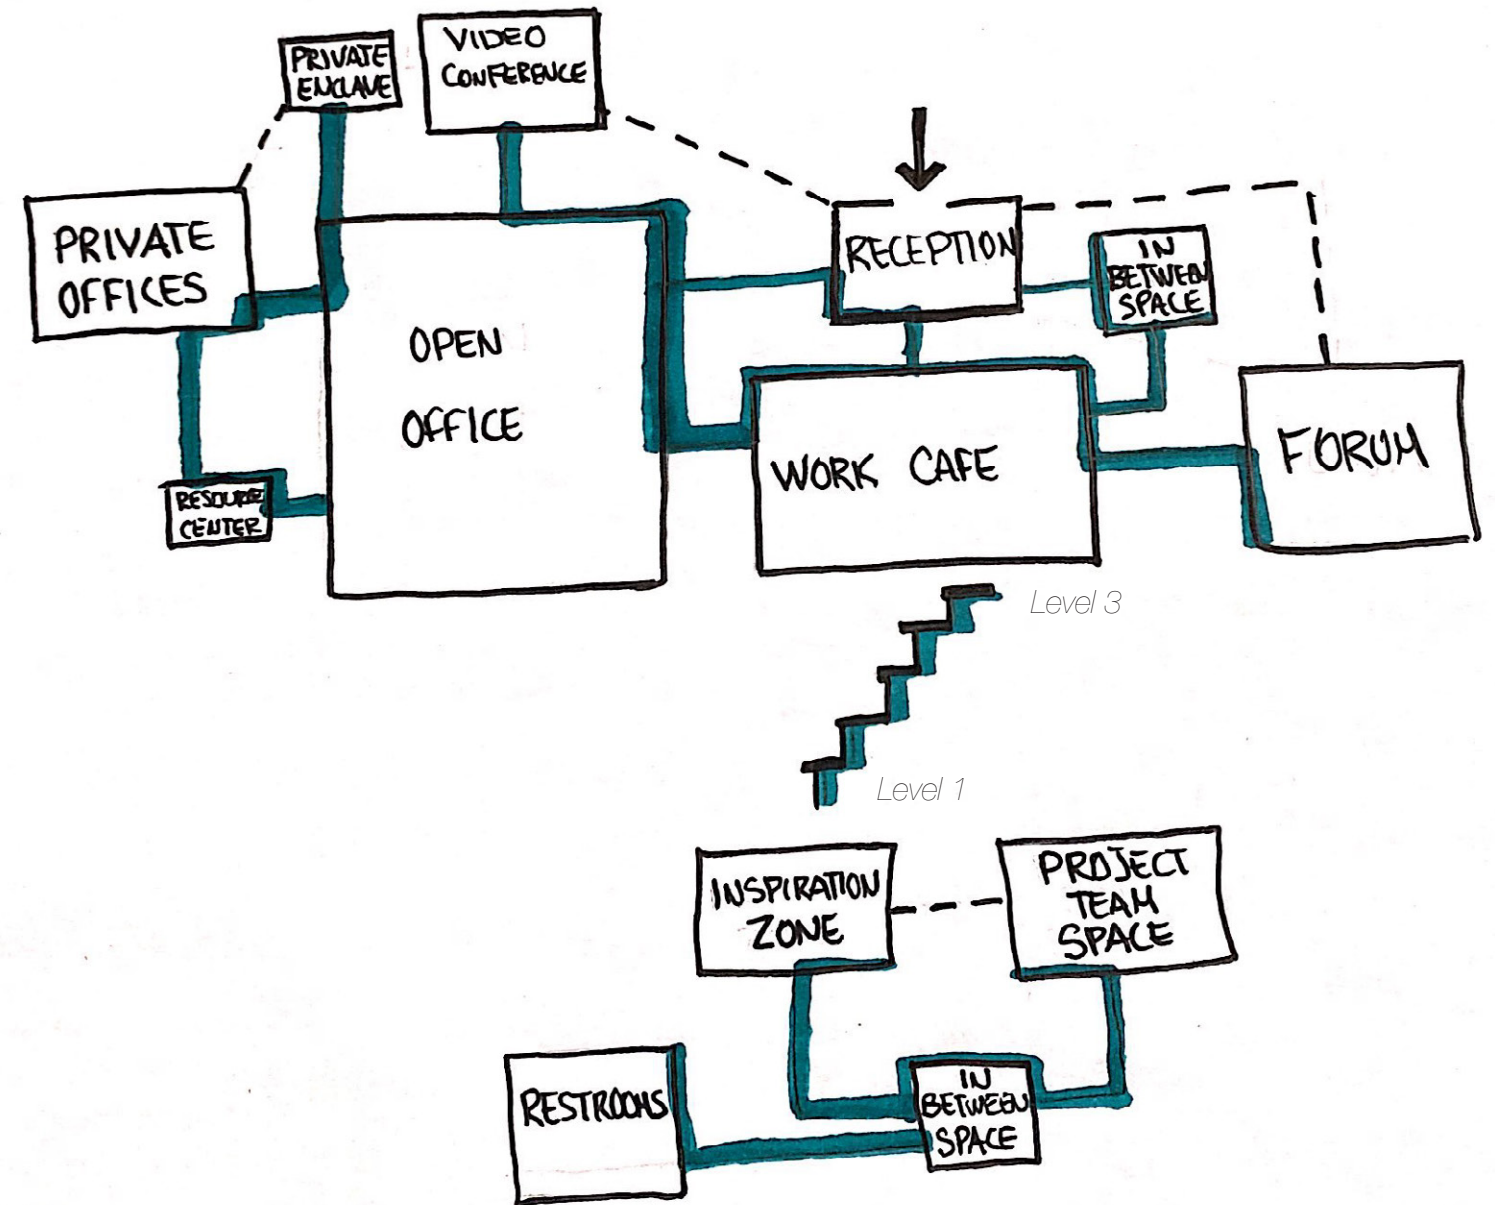 PRIVATE
ENCLAVE
VIDEO
CONFERENCE
PRIVATE
OFFICES
RECEPTION
IN
BETWEEN
SPACE
OPEN
OFFICE
WORK CAFE
FORUM
RESOURCE
CENTER
Level 3
Level 1
INSPIRATION
ZONE
PROJECT
TEAM
SPACE
RESTROOMS
IN
BETWEEN
SPACE